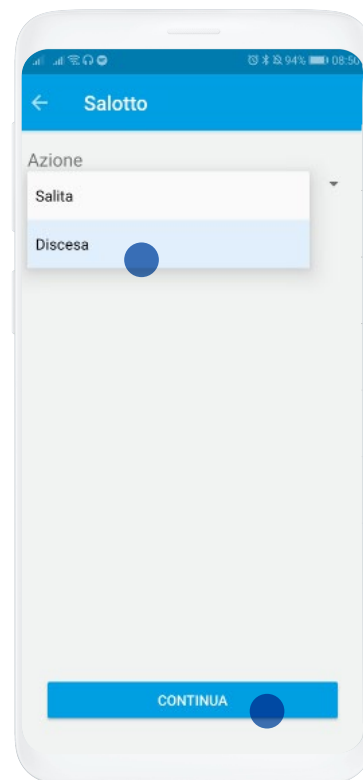 94% 08:50
Salotto
Azione
Salita
Discesa
CONTINUA